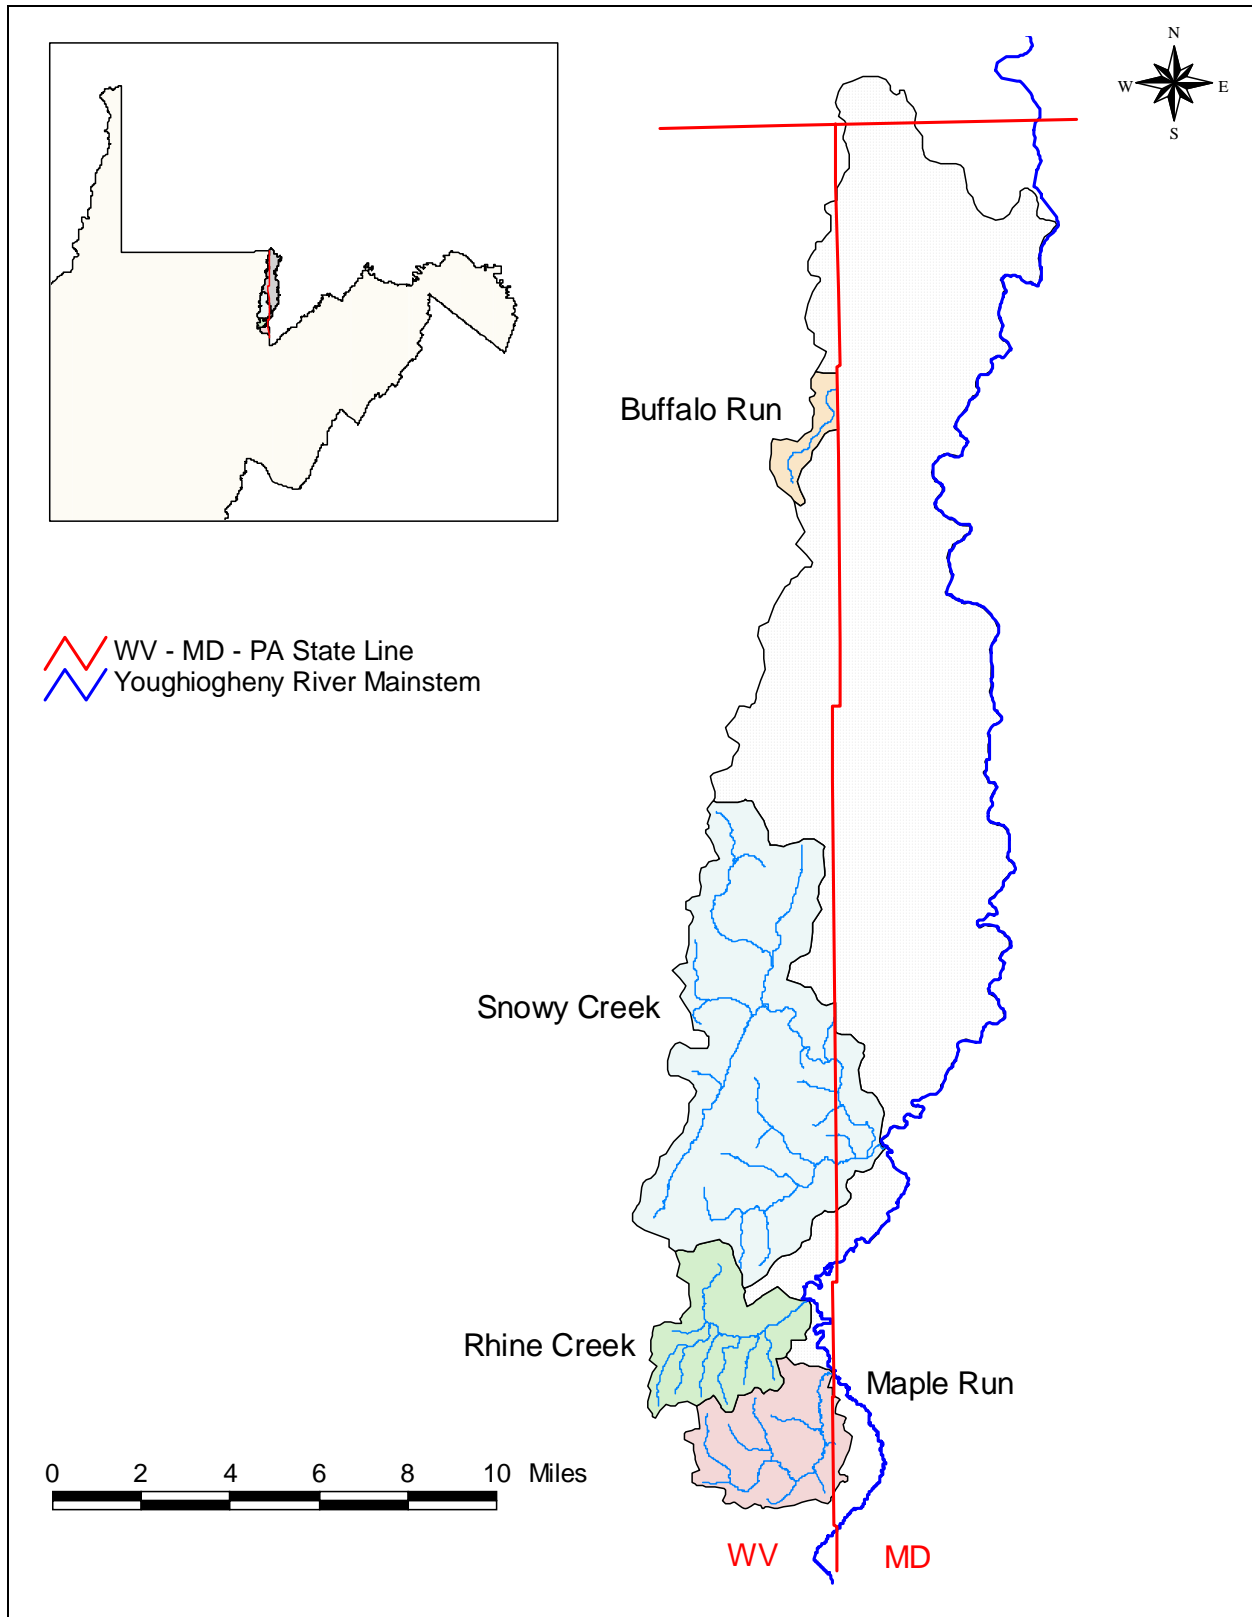 N
W E
S
Buffalo Run
WV - MD - PA State Line
Youghiogheny River Mainstem
Snowy Creek
Rhine Creek
Maple Run
0 2 4 6 8 10 Miles
WV MD